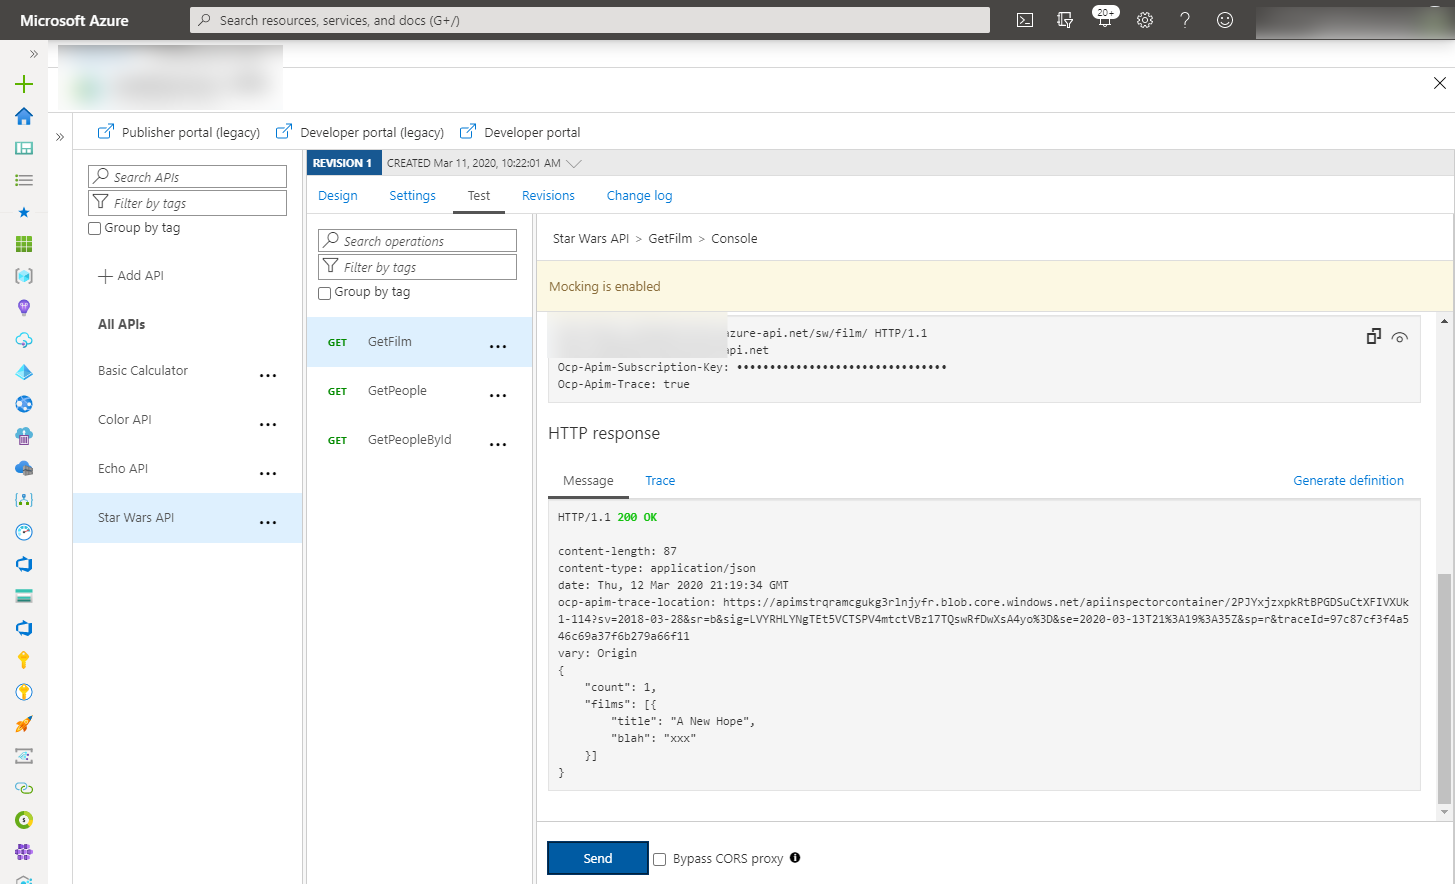 Microsoft Azure
Search resources, services, and docs (G+/)
20+
Publisher portal (legacy)
Developer portal (legacy)
Developer portal
Search APIs
Filter by tags
Group by tag
Add API
All APIs
Basic Calculator
Color API
Echo API
Star Wars API
REVISION 1
CREATED Mar 11, 2020, 10:22:01 AM
Design
Settings
Test
Revisions
Change log
Search operations
Filter by tags
Group by tag
GET GetFilm
GET GetPeople
GET GetPeopleById
Star Wars API > GetFilm > Console
Mocking is enabled
azure-api.net/sw/film/ HTTP/1.1
api.net
Ocp-Apim-Subscription-Key: ••••••••••••••••••••••••••••••••
Ocp-Apim-Trace: true
HTTP response
Message
Trace
Generate definition
HTTP/1.1 200 OK
content-length: 87
content-type: application/json
date: Thu, 12 Mar 2020 21:19:34 GMT
ocp-apim-trace-location: https://apimstrqramcgukg3rlnjyfr.blob.core.windows.net/apiinspectorcontainer/2PJYxjzxpkRtBPGDSuCtXFIVXUk
1-114?sv=2018-03-28&sr=b&sig=LVYRHLYNgTEt5VCTSPV4mtctVBz17TQswRfDwXsA4yo%3D&se=2020-03-13T21%3A19%3A35Z&sp=r&traceId=97c87cf3f4a5
46c69a37f6b279a66f11
vary: Origin
{
"count": 1,
"films": [{
"title": "A New Hope",
"blah": "xxx"
}]
}
Send
Bypass CORS proxy